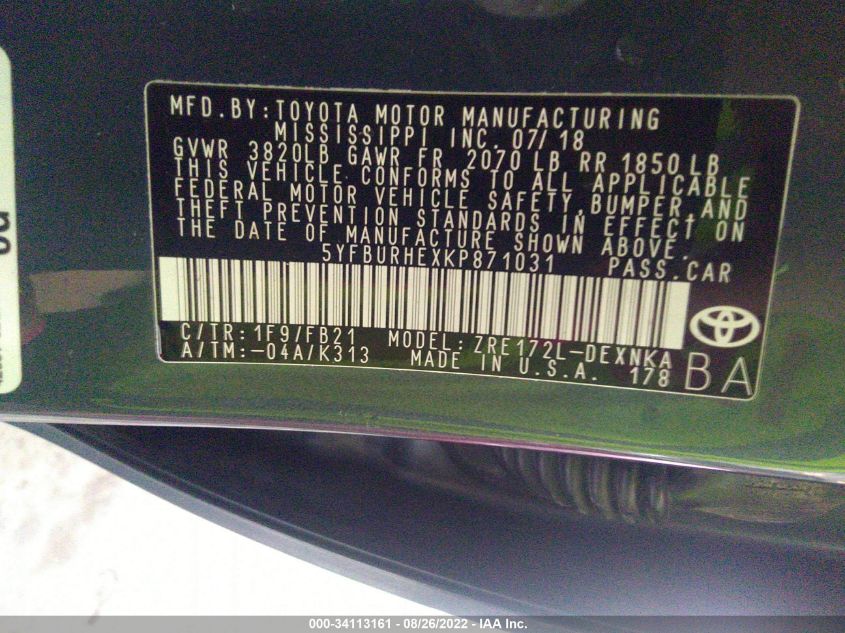 MFD.BY:TOYOTA MOTOR MANUFACTURING
MISSISSIPPI INC. 07/18
GVWR 3820LB GAWR FR 2070 LB RR 1850LB
THIS VEHICLE CONFORMS TO ALL APPLICABLE
FEDERAL MOTOR VEHICLE SAFETY,BUMPER,AND
THEFT PREVENTION STANDARDS IN EFFECT ON
THE DATE OF MANUFACTURE SHOWN ABOVE.
5YFBURHEXKP871031 PASS.CAR
C/TR:1F9/FB21 MODEL:ZRE172L-DEXNKA
A/TM:-04A/K313 MADE IN U.S.A. 178
BA
000-34113161 - 08/26/2022 - IAA Inc.